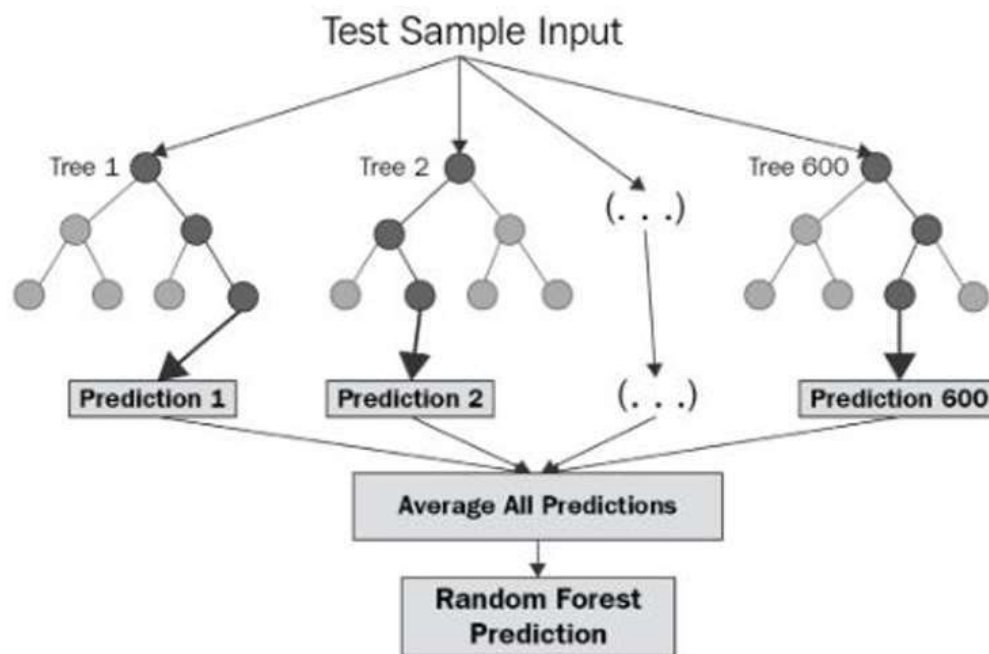 Test Sample Input
Tree 1
Tree 2
Tree 600
(. . .)
Prediction 1
Prediction 2
(. . .)
Prediction 600
Average All Predictions
Random Forest
Prediction